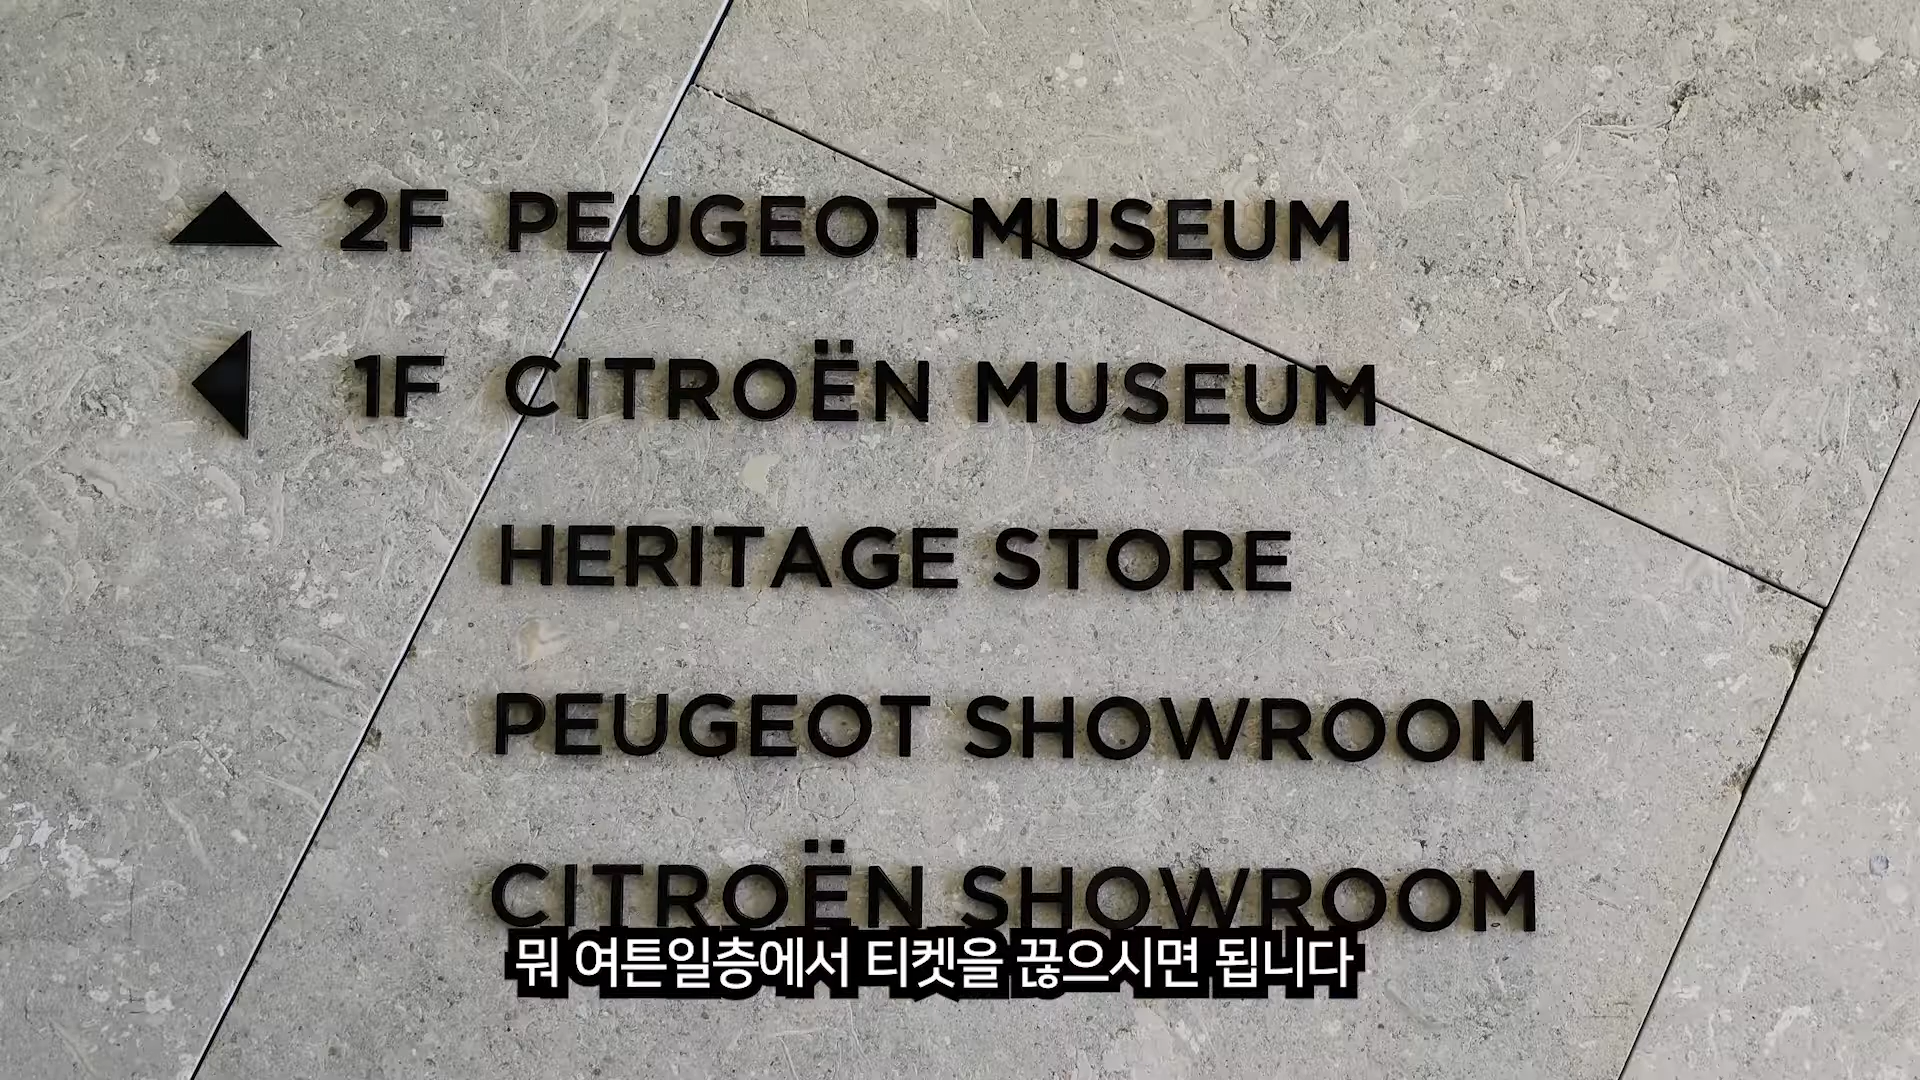 ▲ 2F PEUGEOT MUSEUM
◀ 1F CITROËN MUSEUM
HERITAGE STORE
PEUGEOT SHOWROOM
CITROËN SHOWROOM
뭐 여튼일층에서 티켓을 끊으시면 됩니다